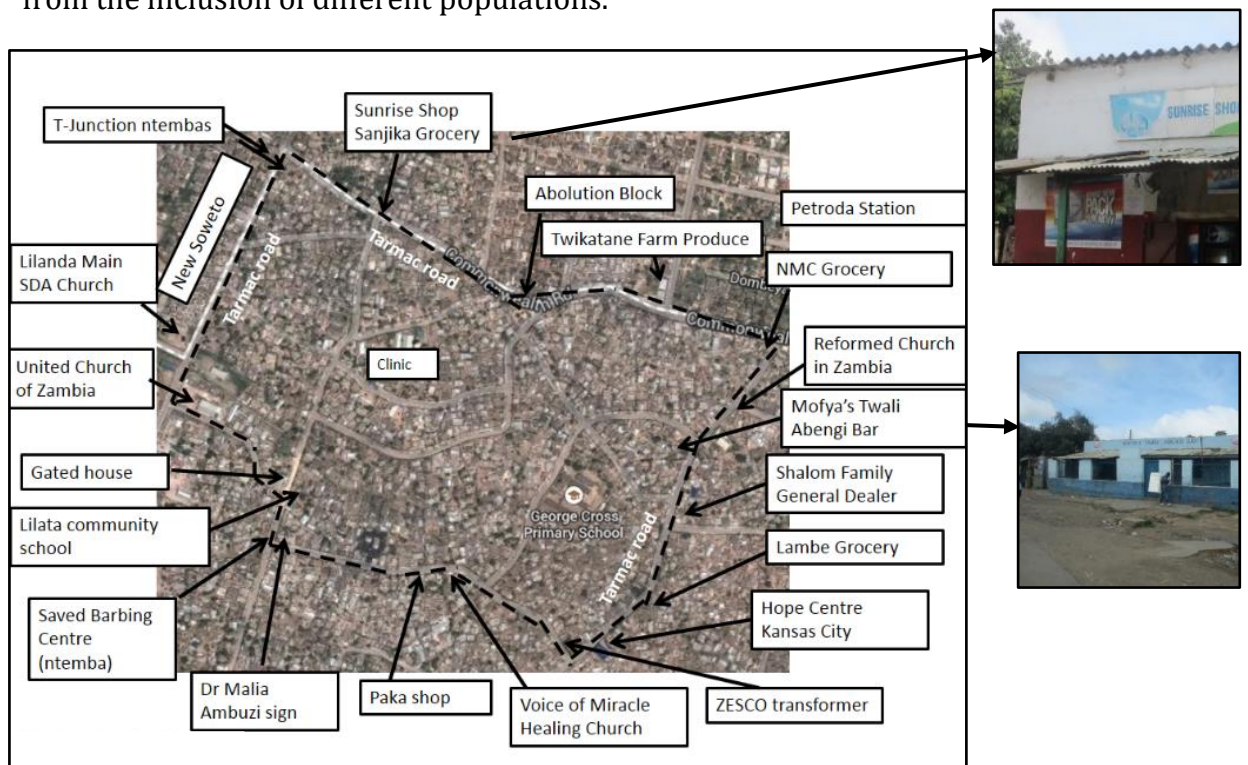 from the inclusion of different populations.
T-Junction ntembas
Sunrise Shop
Sanjika Grocery
Abolution Block
Twikatane Farm Produce
Petroda Station
NMC Grocery
New Soweto
Tarmac road
Tarmac road
Lilanda Main
SDA Church
Clinic
Reformed Church
in Zambia
United Church
of Zambia
Mofya's Twali
Abengi Bar
Gated house
Shalom Family
General Dealer
George Cross
Primary School
Lilata community
school
Tarmac road
Lambe Grocery
Saved Barbing
Centre
(ntemba)
Hope Centre
Kansas City
Dr Malia
Ambuzi sign
Paka shop
Voice of Miracle
Healing Church
ZESCO transformer
SUNRISE SHO
PACK